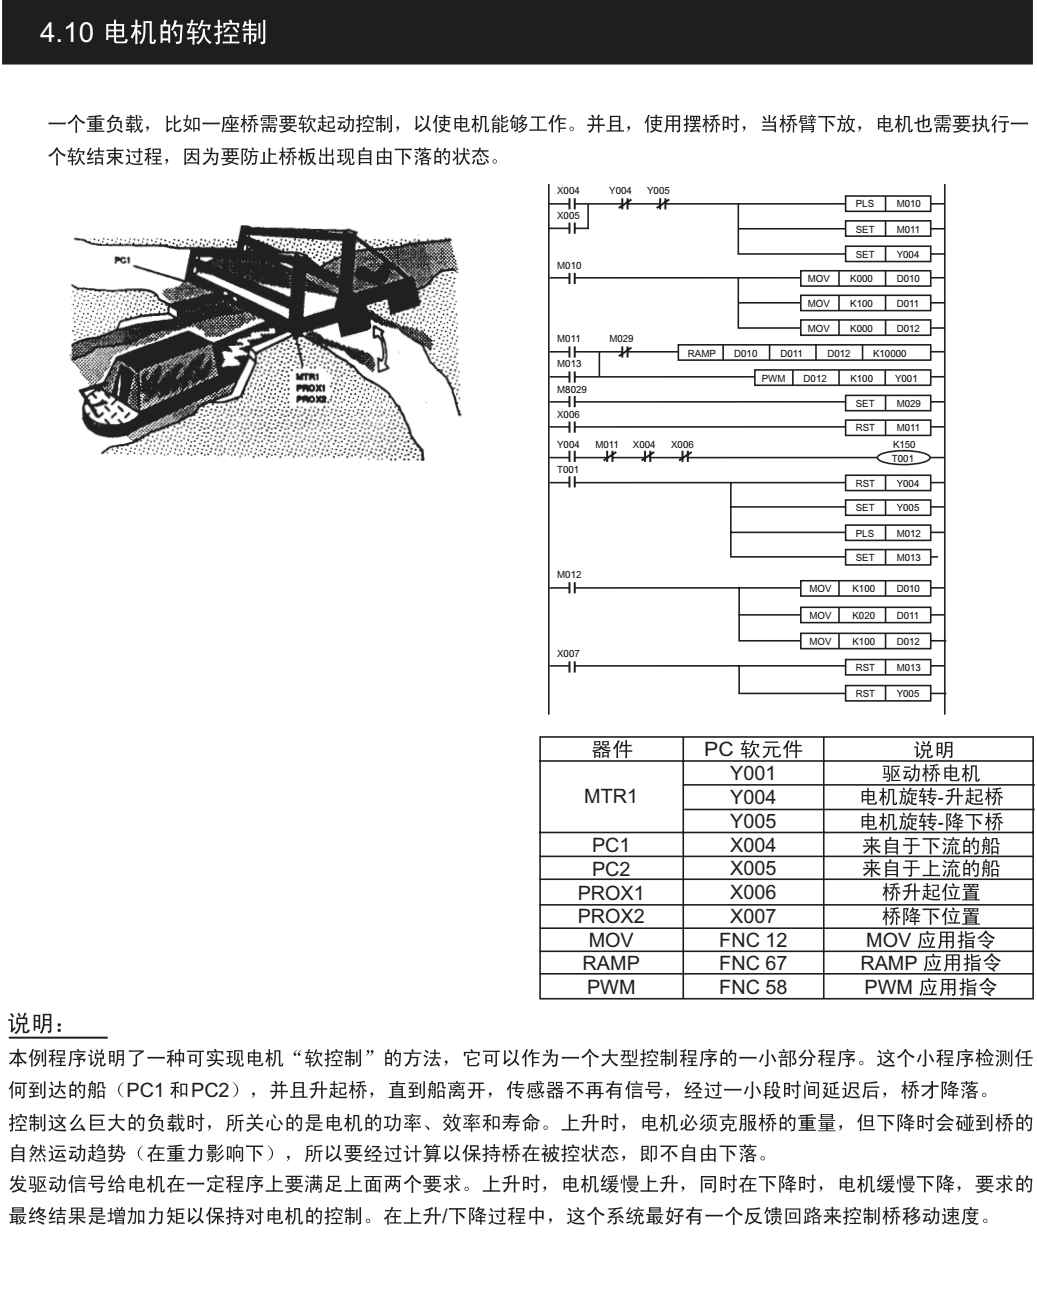 4.10 电机的软控制
一个重负载，比如一座桥需要软起动控制，以使电机能够工作。并且，使用摆桥时，当桥臂下放，电机也需要执行一
个软结束过程，因为要防止桥板出现自由下落的状态。
PC1
MTR1
PROX1
PROX2
X004 Y004 Y005
PLS M010
X005
SET M011
SET Y004
M010
MOV K000 D010
MOV K100 D011
MOV K000 D012
M011 M029
RAMP D010 D011 D012 K10000
M013
PWM D012 K100 Y001
M8029
SET M029
X006
RST M011
Y004 M011 X004 X006 K150
T001
T001
RST Y004
SET Y005
PLS M012
SET M013
M012
MOV K100 D010
MOV K020 D011
MOV K100 D012
X007
RST M013
RST Y005
器件 PC 软元件 说明
MTR1 Y001 驱动桥电机
Y004 电机旋转-升起桥
Y005 电机旋转-降下桥
PC1 X004 来自于下流的船
PC2 X005 来自于上流的船
PROX1 X006 桥升起位置
PROX2 X007 桥降下位置
MOV FNC 12 MOV 应用指令
RAMP FNC 67 RAMP 应用指令
PWM FNC 58 PWM 应用指令
说明：
本例程序说明了一种可实现电机“软控制”的方法，它可以作为一个大型控制程序的一小部分程序。这个小程序检测任
何到达的船（PC1 和PC2），并且升起桥，直到船离开，传感器不再有信号，经过一小段时间延迟后，桥才降落。
控制这么巨大的负载时，所关心的是电机的功率、效率和寿命。上升时，电机必须克服桥的重量，但下降时会碰到桥的
自然运动趋势（在重力影响下），所以要经过计算以保持桥在被控状态，即不自由下落。
发驱动信号给电机在一定程序上要满足上面两个要求。上升时，电机缓慢上升，同时在下降时，电机缓慢下降，要求的
最终结果是增加力矩以保持对电机的控制。在上升/下降过程中，这个系统最好有一个反馈回路来控制桥移动速度。